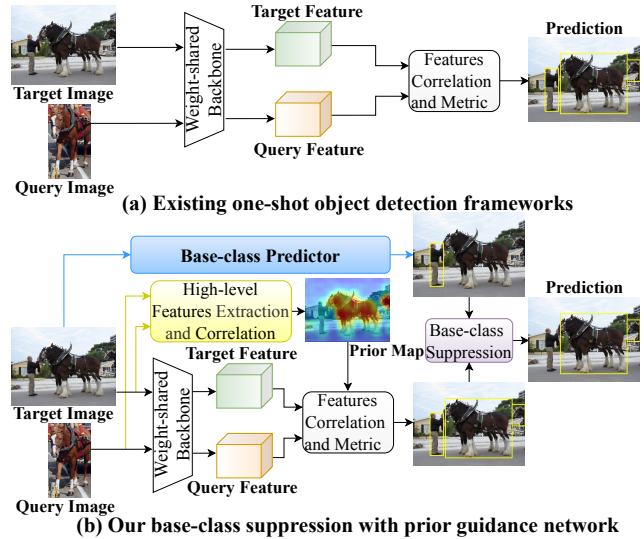 Target Feature
Prediction
Weight-shared
Backbone
Features
Correlation
and Metric
Target Image
Query Feature
Query Image
(a) Existing one-shot object detection frameworks
Base-class Predictor
High-level
Features Extraction
and Correlation
Prediction
Prior Map
Base-class
Suppression
Target Feature
Weight-shared
Backbone
Features
Correlation
and Metric
Target Image
Query Feature
Query Image
(b) Our base-class suppression with prior guidance network